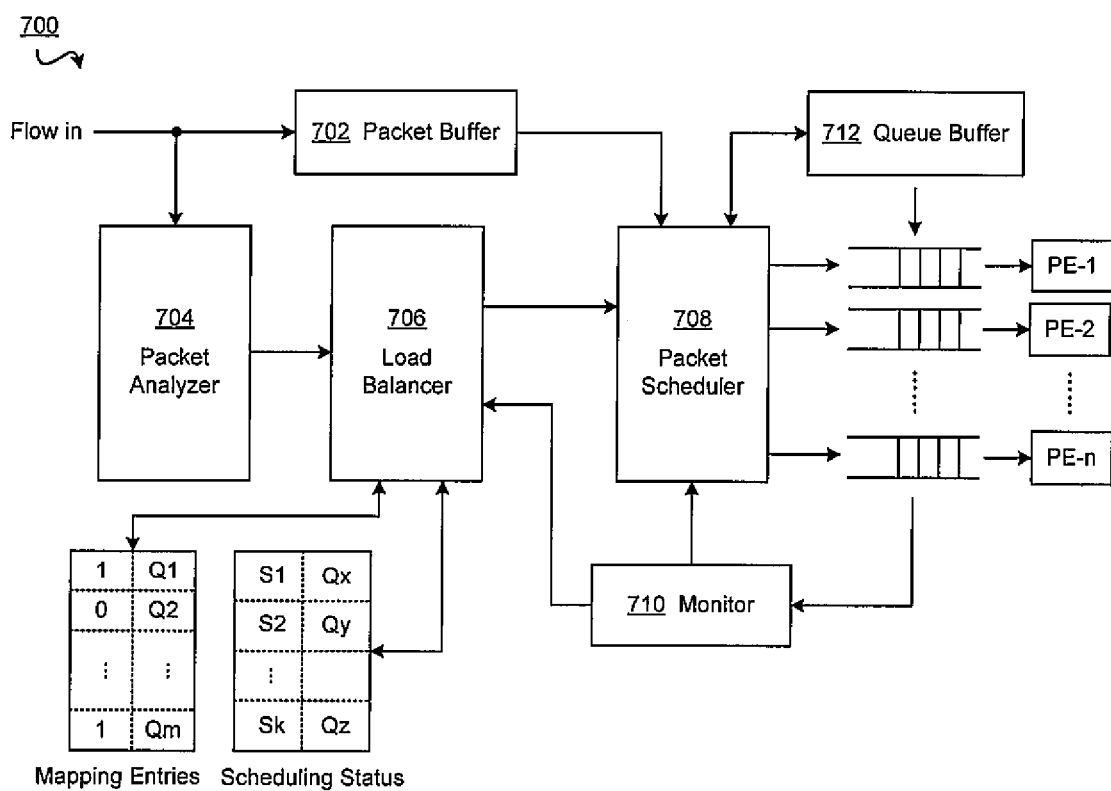 700
Flow in
702 Packet Buffer
712 Queue Buffer
704
Packet
Analyzer
706
Load
Balancer
708
Packet
Scheduler
PE-1
PE-2
PE-n
710 Monitor
1 Q1
0 Q2
1 Qm
Mapping Entries
S1 Qx
S2 Qy
Sk Qz
Scheduling Status